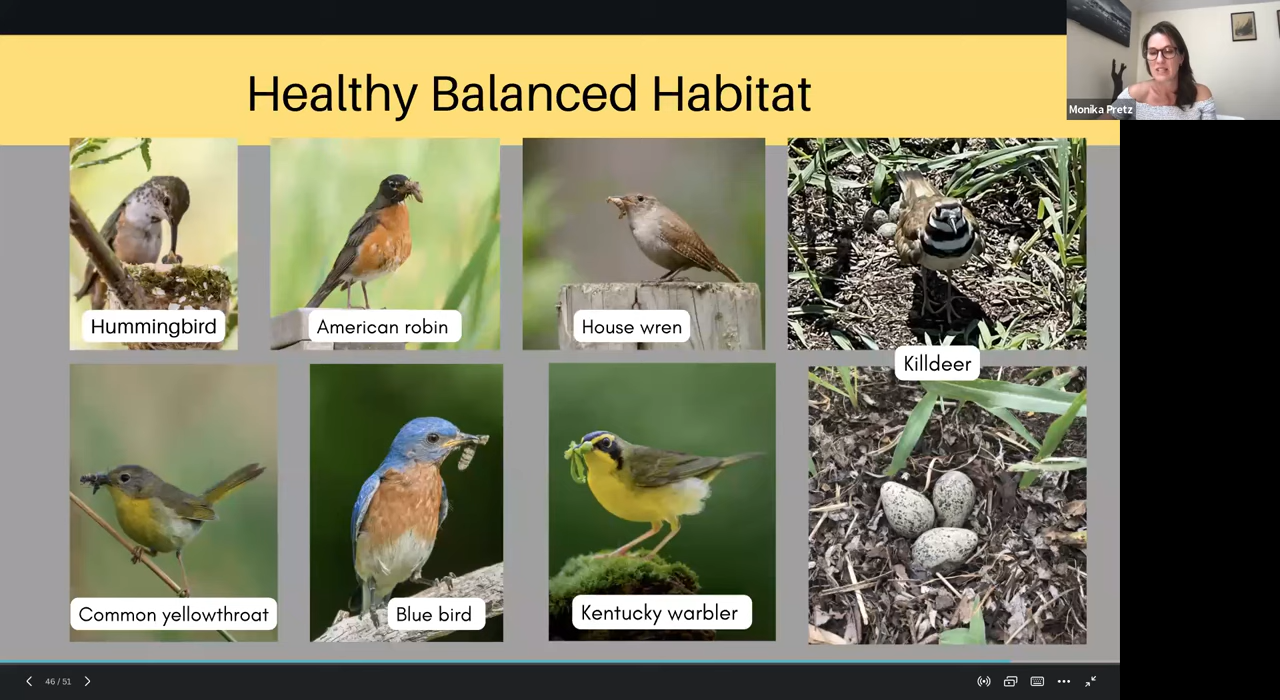 Healthy Balanced Habitat
Monika Pretz
Hummingbird
American robin
House wren
Killdeer
Common yellowthroat
Blue bird
Kentucky warbler
46 / 51